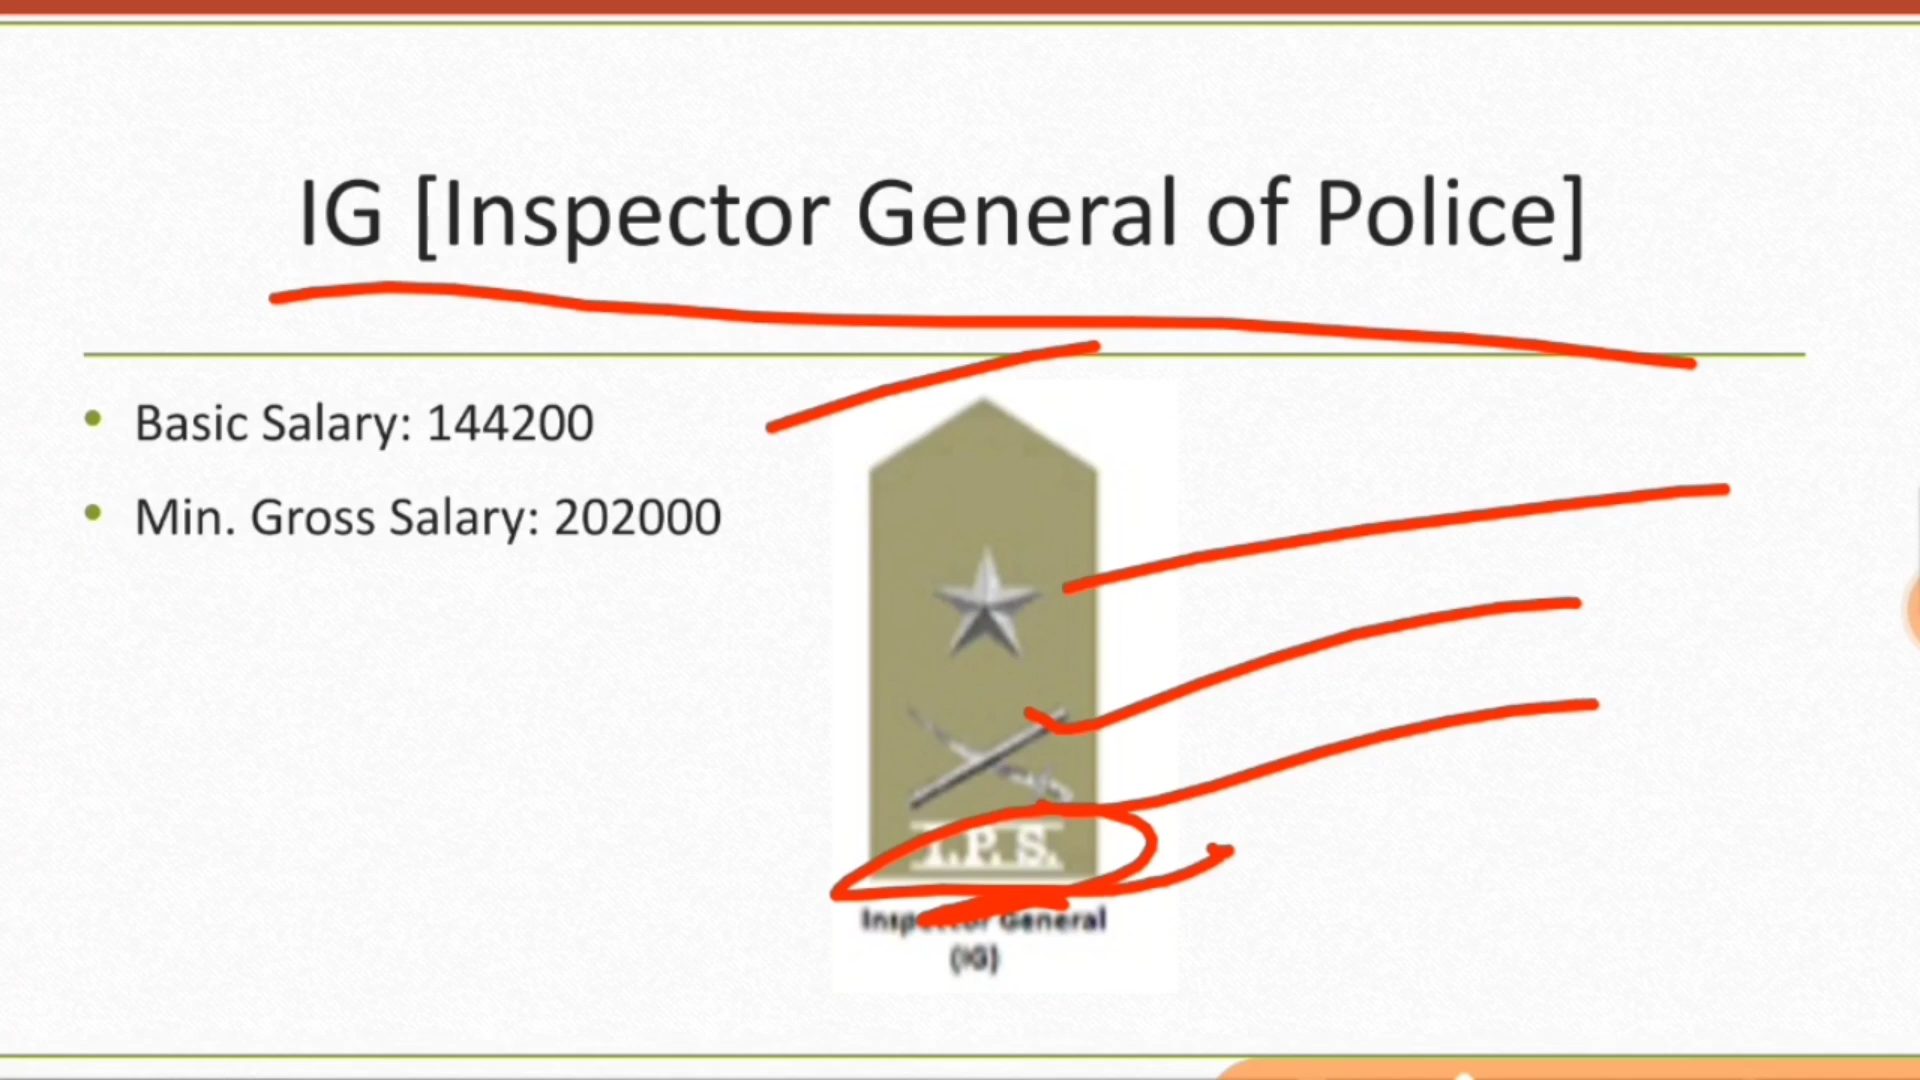 IG [Inspector General of Police]
Basic Salary: 144200
Min. Gross Salary: 202000
I.P.S.
Inspector General
(IG)